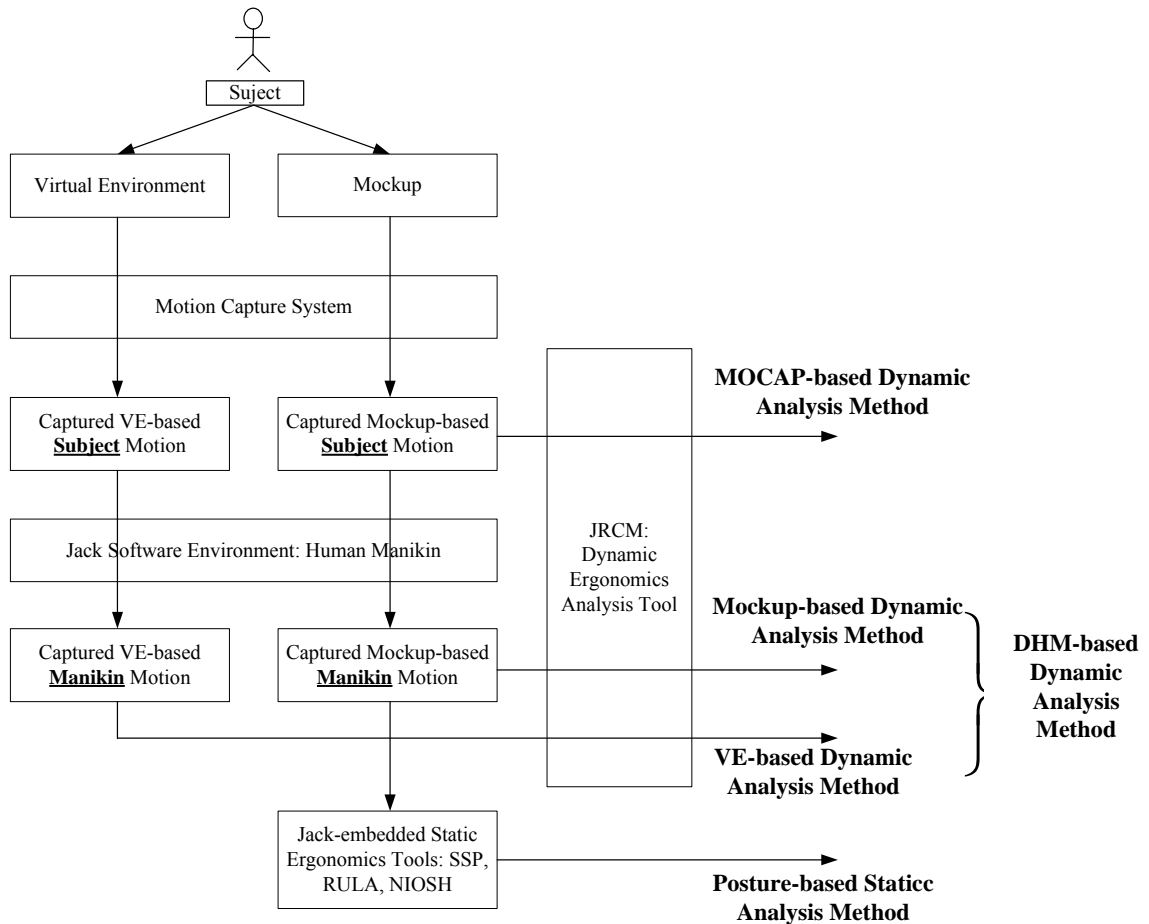 Suject
Virtual Environment
Mockup
Motion Capture System
MOCAP-based Dynamic
Analysis Method
Captured VE-based
Subject Motion
Captured Mockup-based
Subject Motion
Jack Software Environment: Human Manikin
JRCM:
Dynamic
Ergonomics
Analysis Tool
Mockup-based Dynamic
Analysis Method
Captured VE-based
Manikin Motion
Captured Mockup-based
Manikin Motion
DHM-based
Dynamic
Analysis
Method
VE-based Dynamic
Analysis Method
Jack-embedded Static
Ergonomics Tools: SSP,
RULA, NIOSH
Posture-based Staticc
Analysis Method